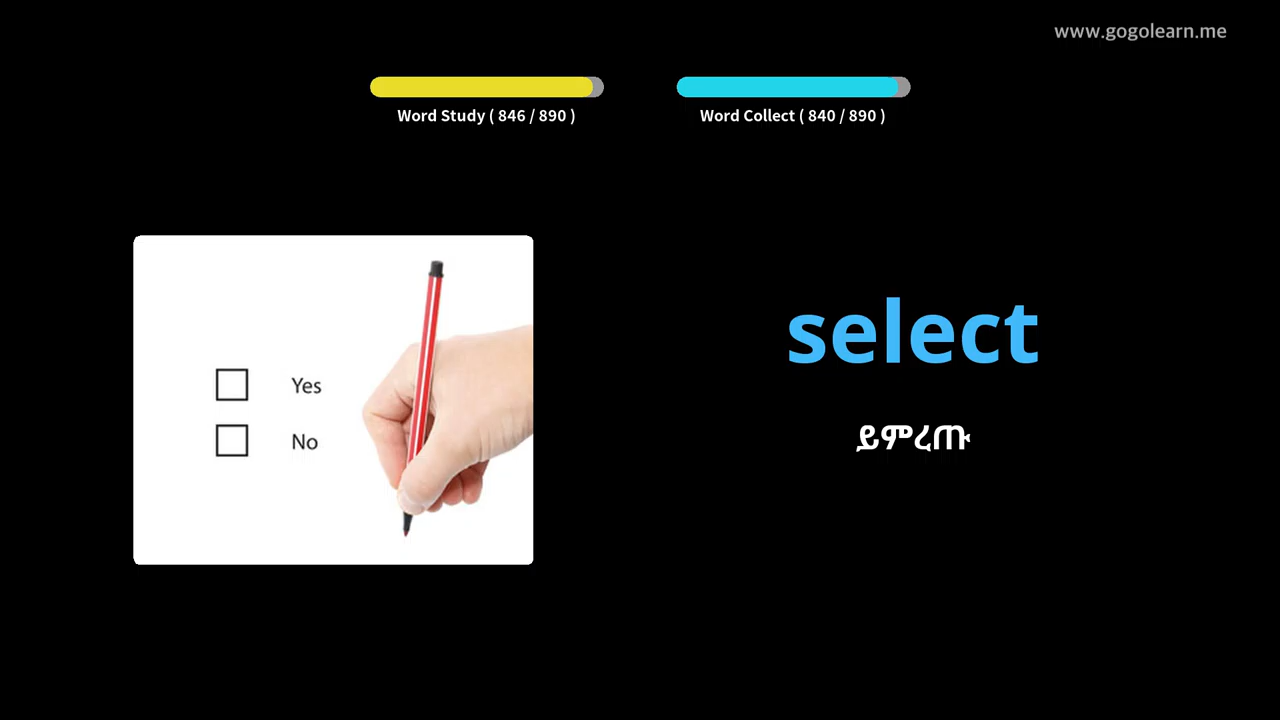 www.gogolearn.me
Word Study ( 846 / 890 )
Word Collect ( 840 / 890 )
Yes
No
select
ይምረጡ